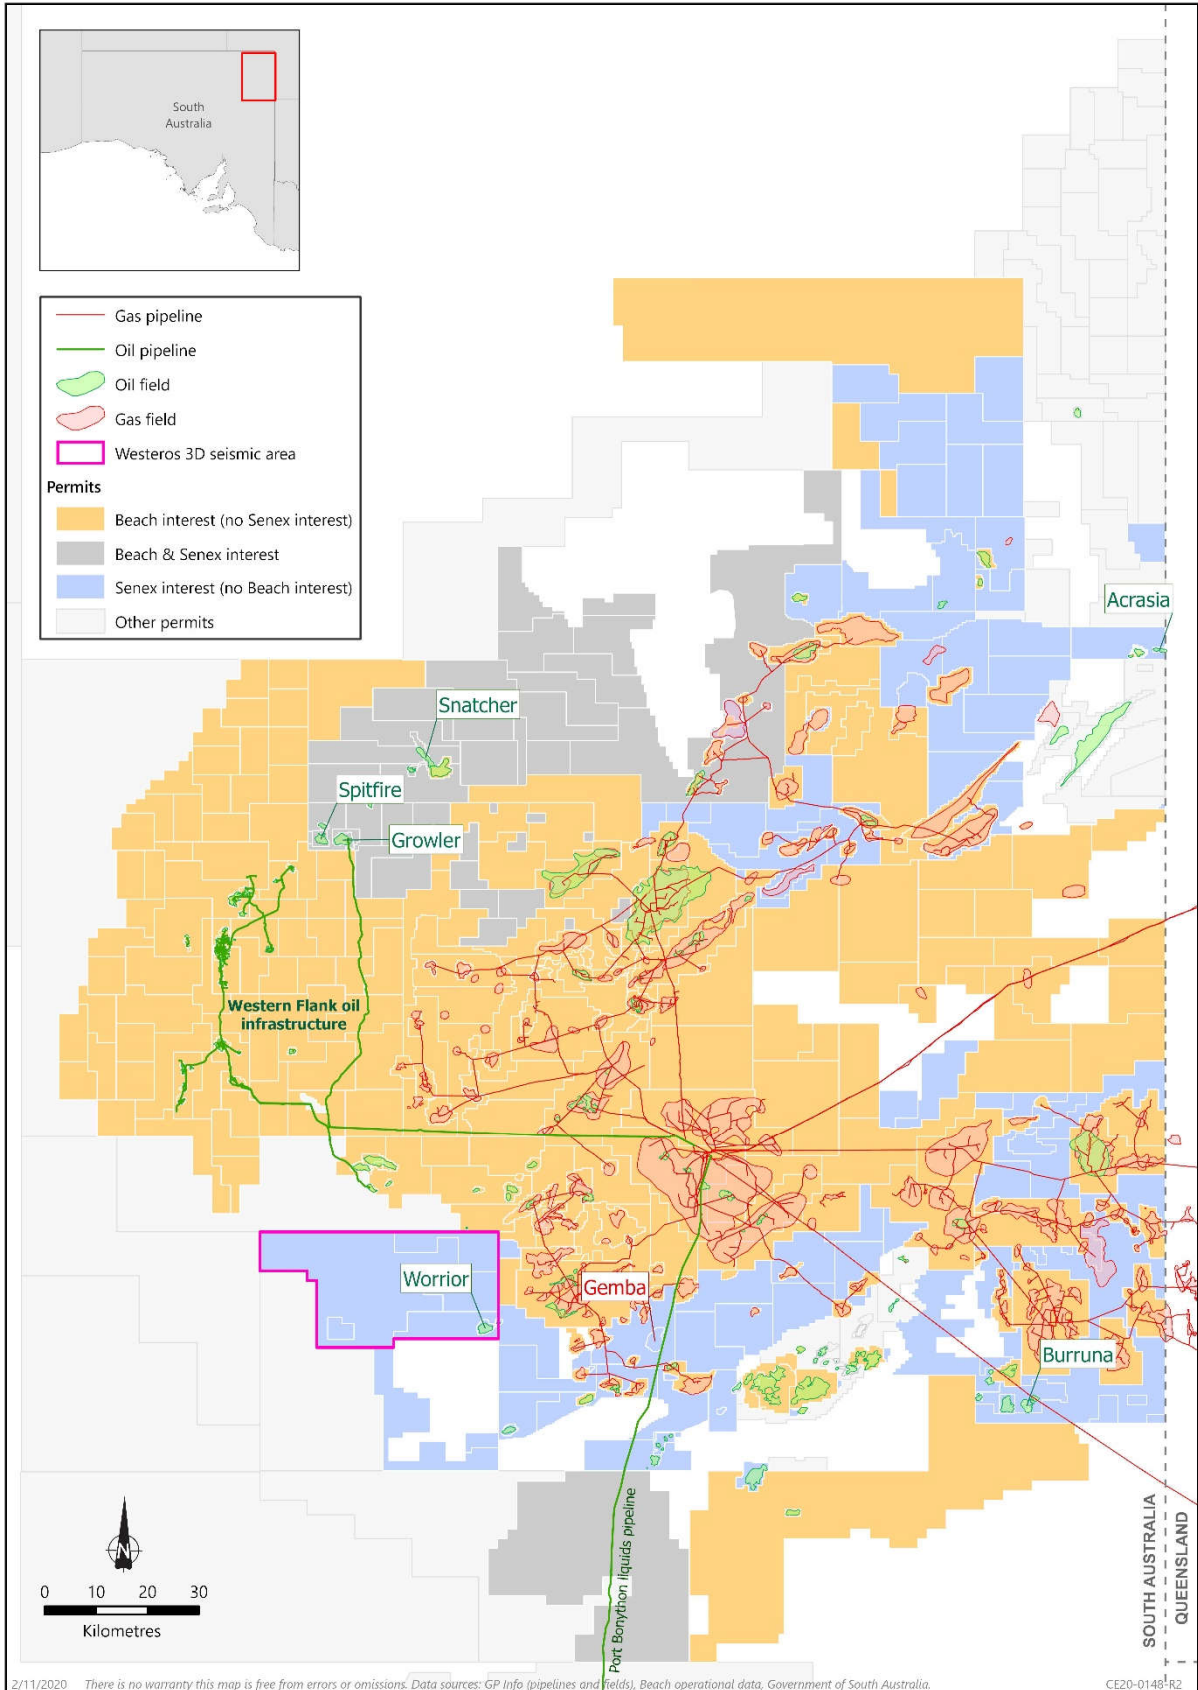 South
Australia
Gas pipeline
Oil pipeline
Oil field
Gas field
Westeros 3D seismic area
Permits
Beach interest (no Senex interest)
Beach & Senex interest
Senex interest (no Beach interest)
Other permits
Acrasia
Snatcher
Spitfire
Growler
Western Flank oil
infrastructure
Worrior
Gemba
Burruna
Port Bonython liquids pipeline
SOUTH AUSTRALIA
QUEENSLAND
N
0 10 20 30
Kilometres
2/11/2020 There is no warranty this map is free from errors or omissions. Data sources: GP Info (pipelines and fields), Beach operational data, Government of South Australia.
CE20-0148-R2